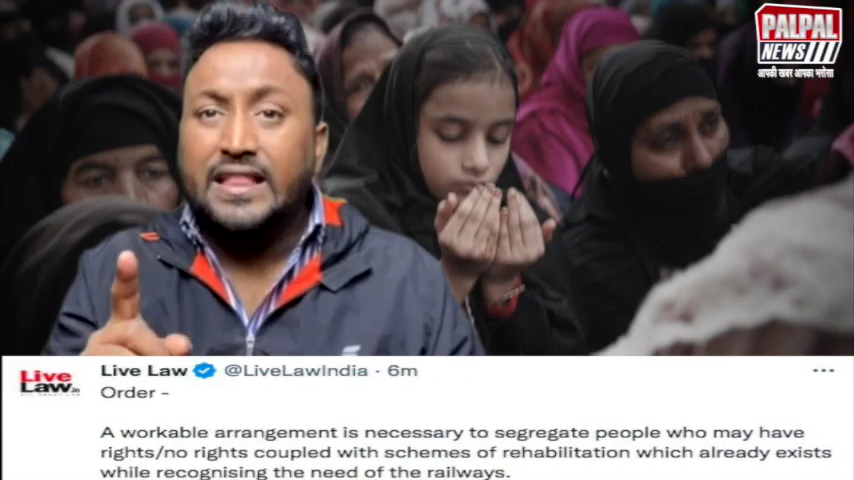 PALPAL
NEWS
आपकी खबर आपका भरोसा
Live
Law.in
Live Law @LiveLawIndia · 6m
Order -
A workable arrangement is necessary to segregate people who may have
rights/no rights coupled with schemes of rehabilitation which already exists
while recognising the need of the railways.